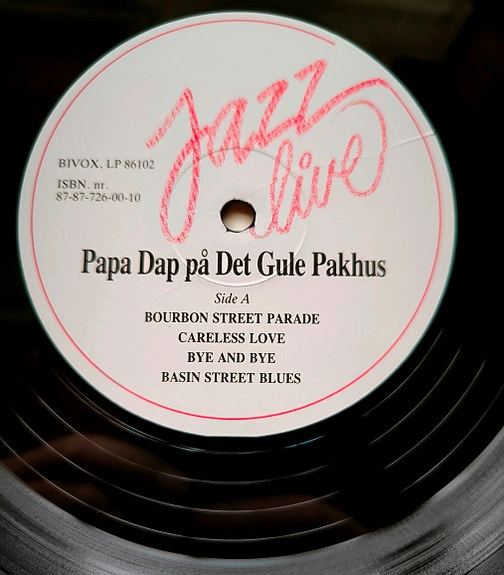 Jazz
live
BIVOX, LP 86102
ISBN. nr.
87-87-726-00-10
Papa Dap på Det Gule Pakhus
Side A
BOURBON STREET PARADE
CARELESS LOVE
BYE AND BYE
BASIN STREET BLUES